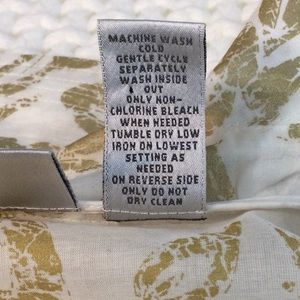 MACHINE WASH
COLD
GENTLE CYCLE
SEPARATELY
WASH INSIDE
OUT
ONLY NON-
CHLORINE BLEACH
WHEN NEEDED
TUMBLE DRY LOW
IRON ON LOWEST
SETTING AS
NEEDED
ON REVERSE SIDE
ONLY DO NOT
DRY CLEAN